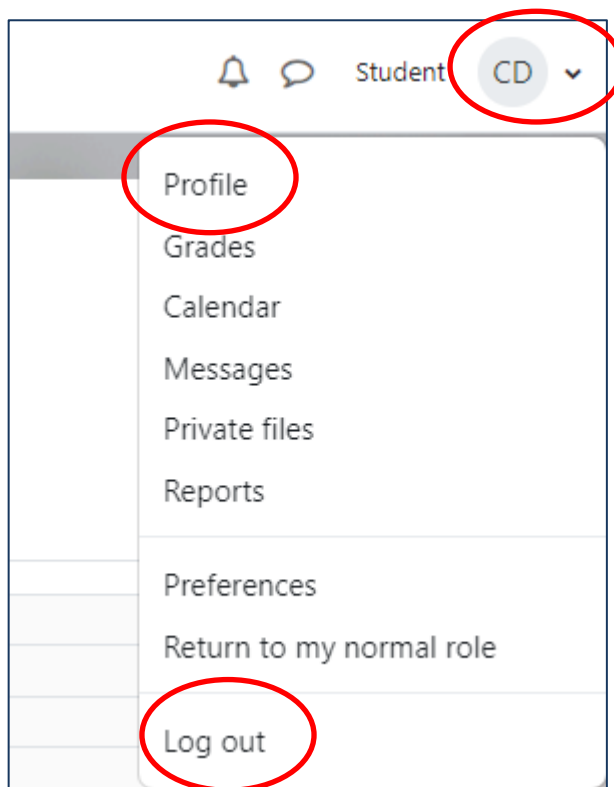 Student CD
Profile
Grades
Calendar
Messages
Private files
Reports
Preferences
Return to my normal role
Log out